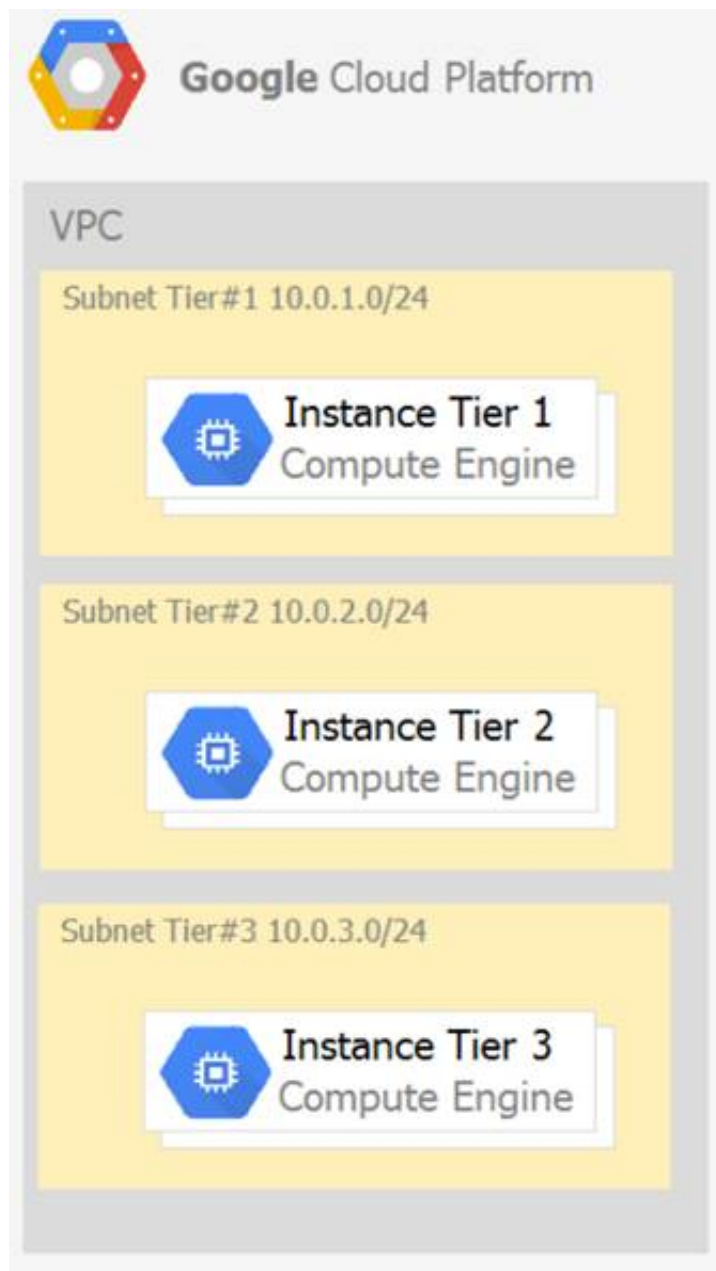 Google Cloud Platform
VPC
Subnet Tier#1 10.0.1.0/24
Instance Tier 1
Compute Engine
Subnet Tier#2 10.0.2.0/24
Instance Tier 2
Compute Engine
Subnet Tier#3 10.0.3.0/24
Instance Tier 3
Compute Engine